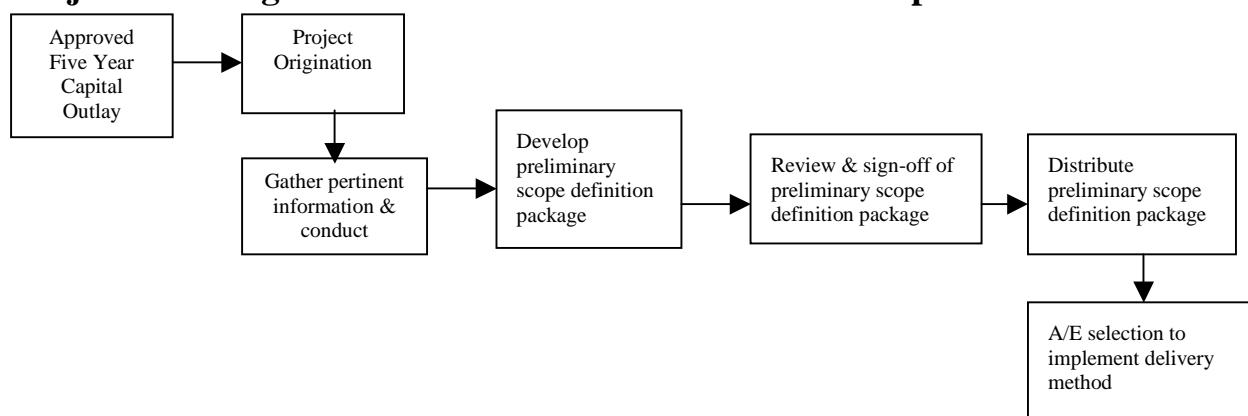 Approved
Five Year
Capital
Outlay
Project
Origination
Gather pertinent
information &
conduct
Develop
preliminary
scope definition
package
Review & sign-off of
preliminary scope
definition package
Distribute
preliminary scope
definition package
A/E selection to
implement delivery
method